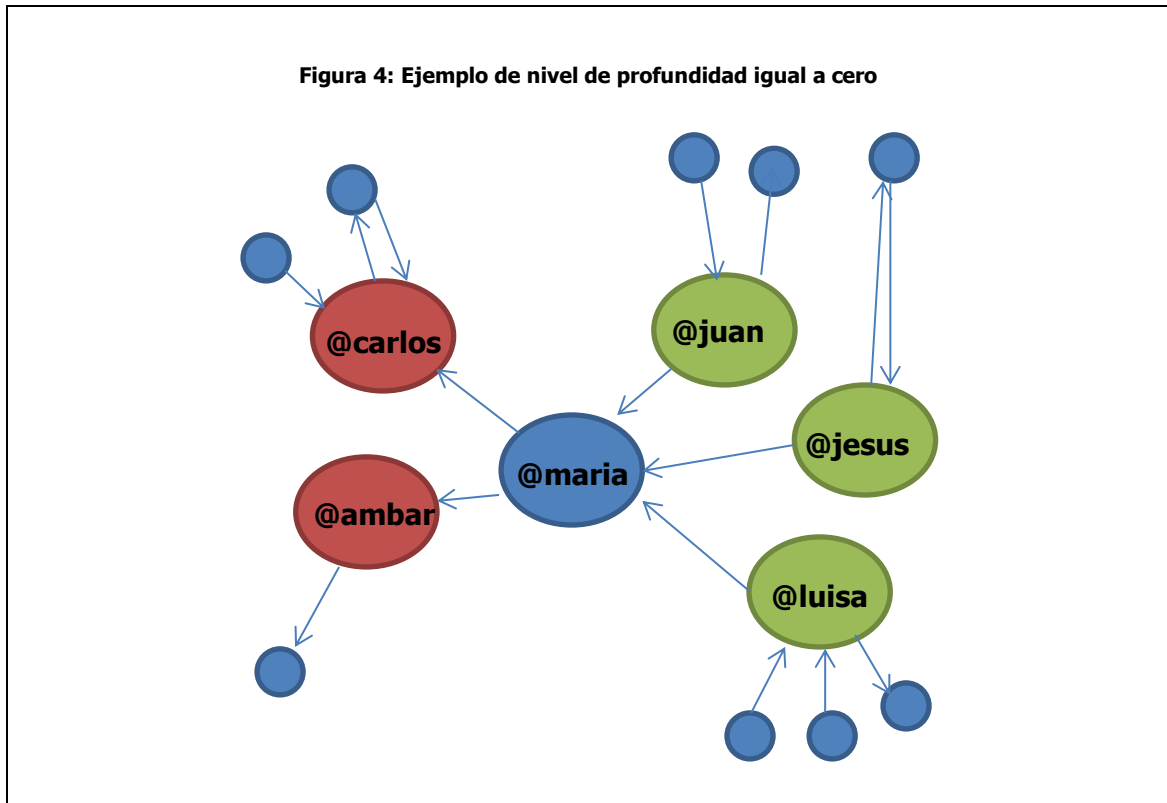 Figura 4: Ejemplo de nivel de profundidad igual a cero
@carlos
@juan
@jesus
@maria
@ambar
@luisa